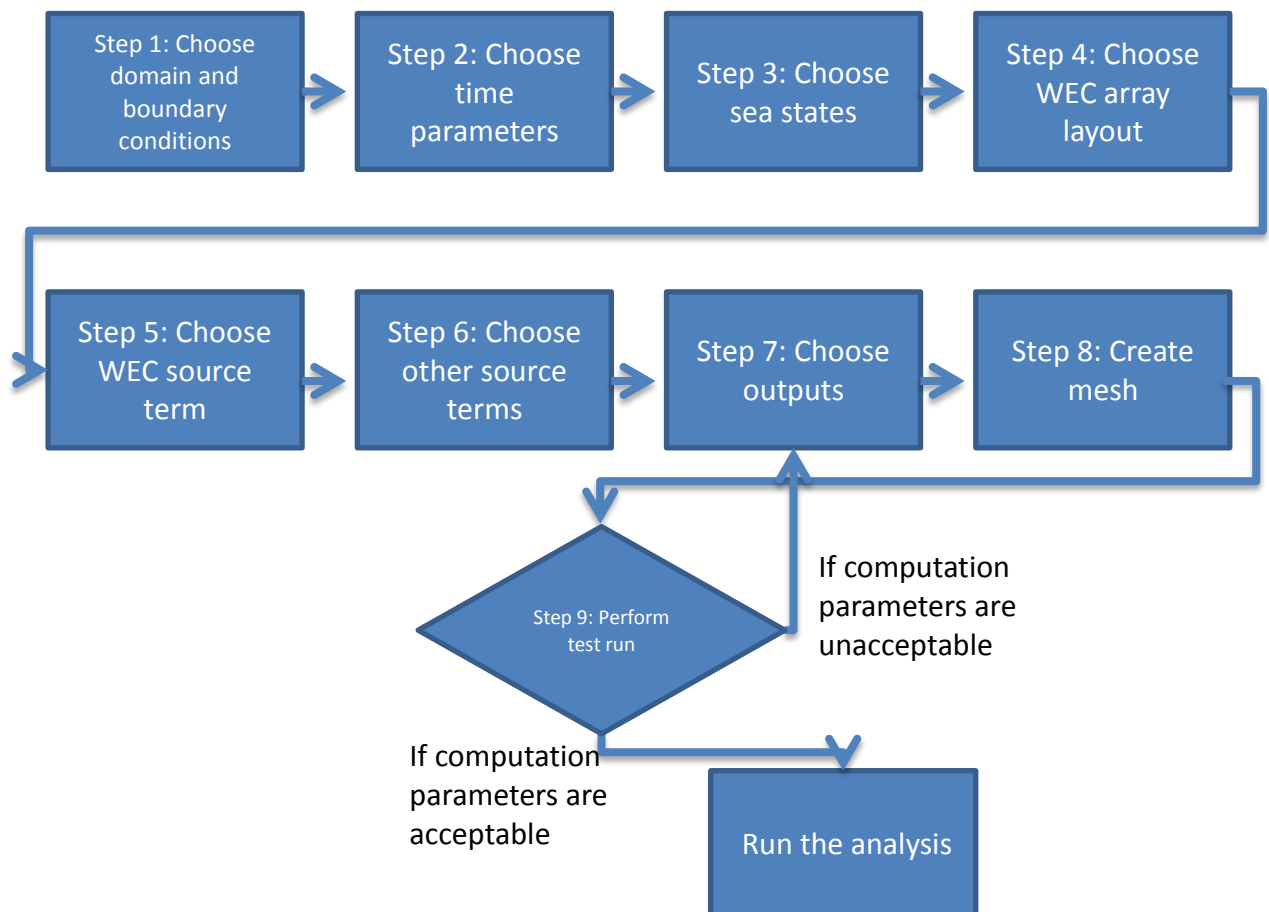 Step 1: Choose
domain and
boundary
conditions
Step 2: Choose
time
parameters
Step 3: Choose
sea states
Step 4: Choose
WEC array
layout
Step 5: Choose
WEC source
term
Step 6: Choose
other source
terms
Step 7: Choose
outputs
Step 8: Create
mesh
Step 9: Perform
test run
If computation
parameters are
unacceptable
If computation
parameters are
acceptable
Run the analysis